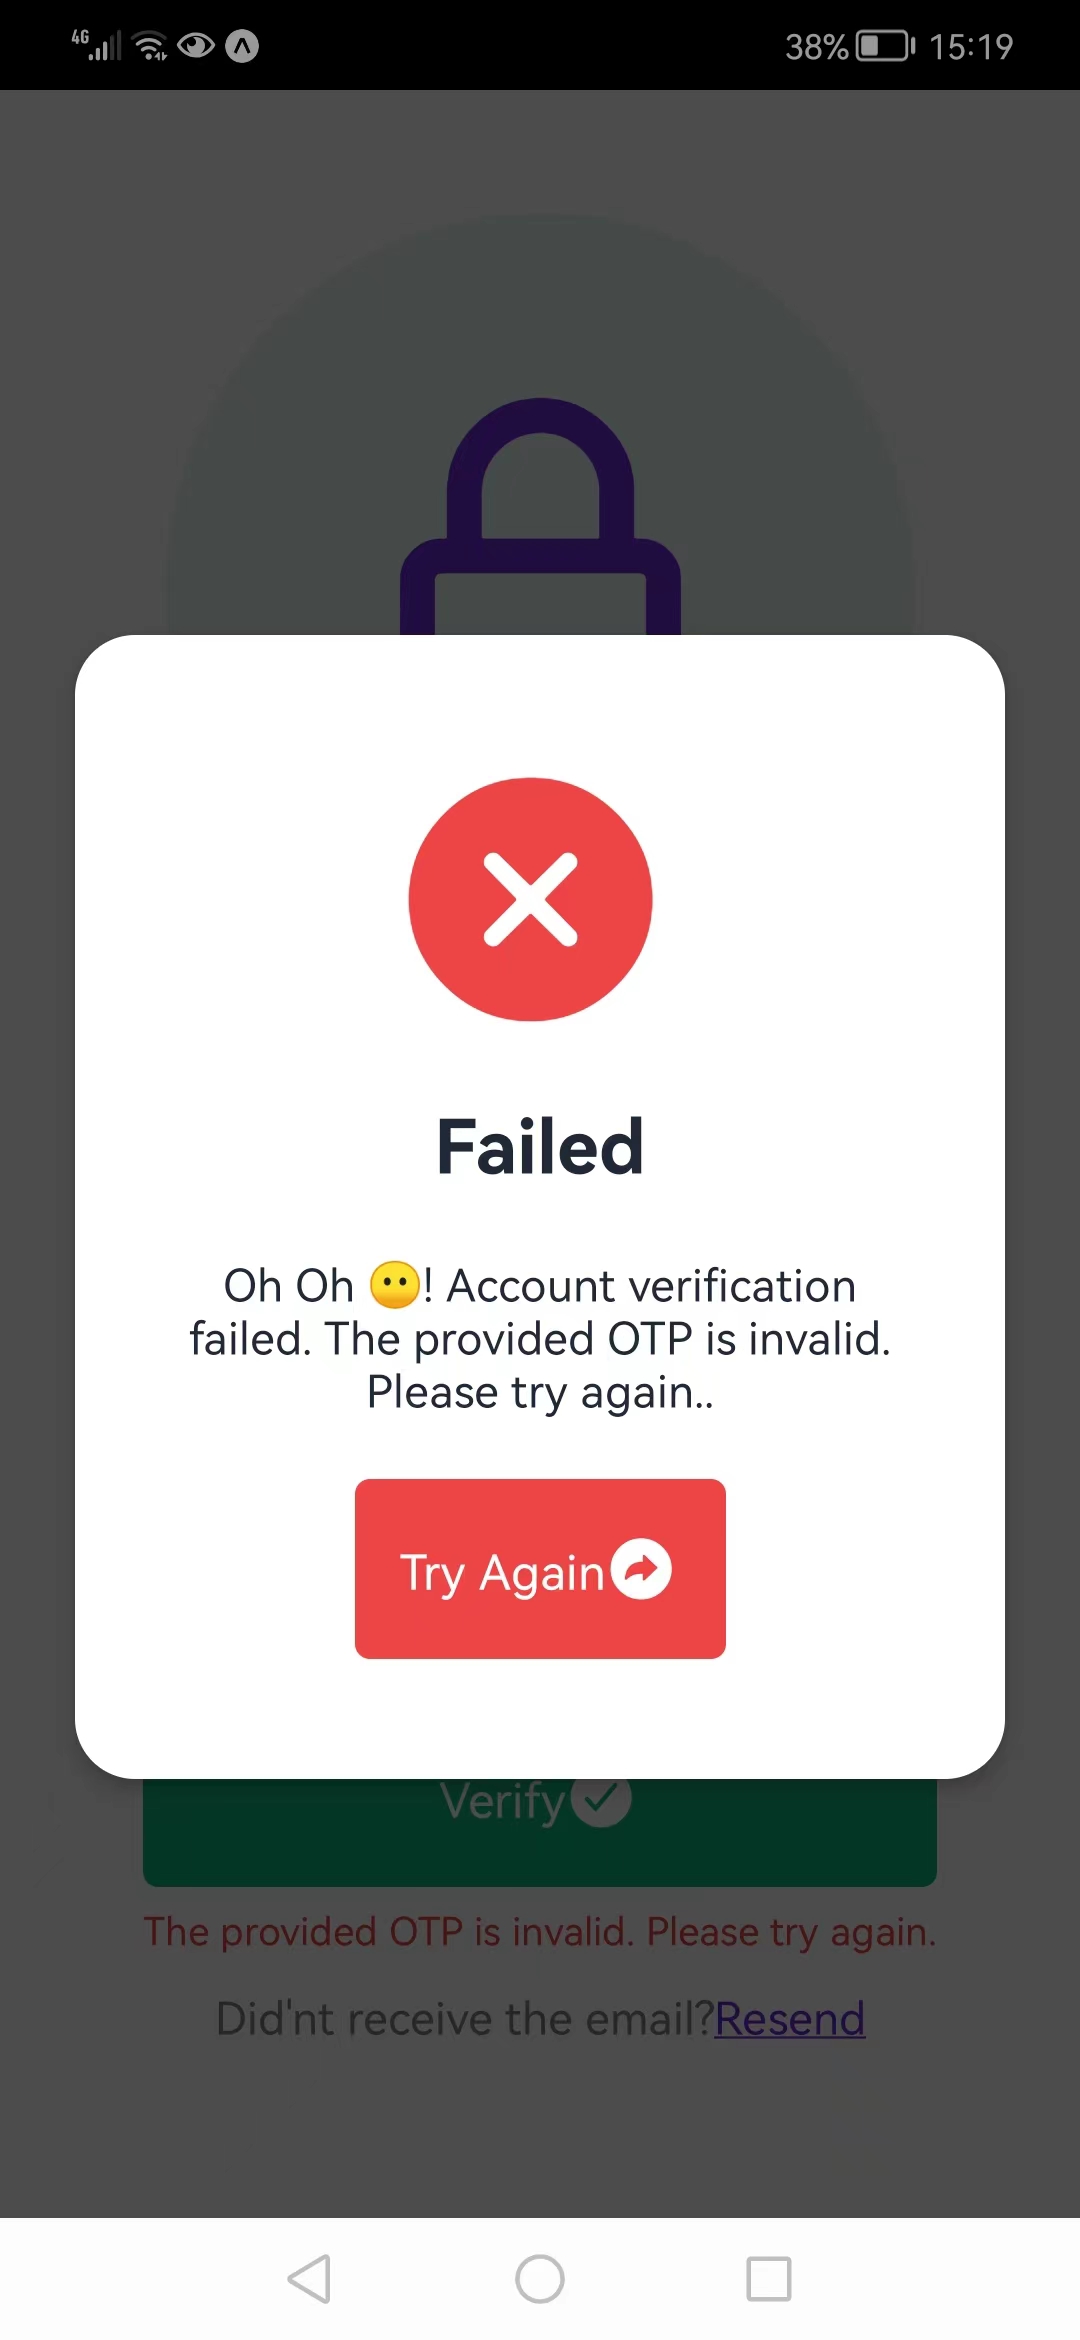 4G 38% 15:19
Failed
Oh Oh 😶! Account verification
failed. The provided OTP is invalid.
Please try again..
Try Again
Verify
The provided OTP is invalid. Please try again.
Did'nt receive the email?Resend